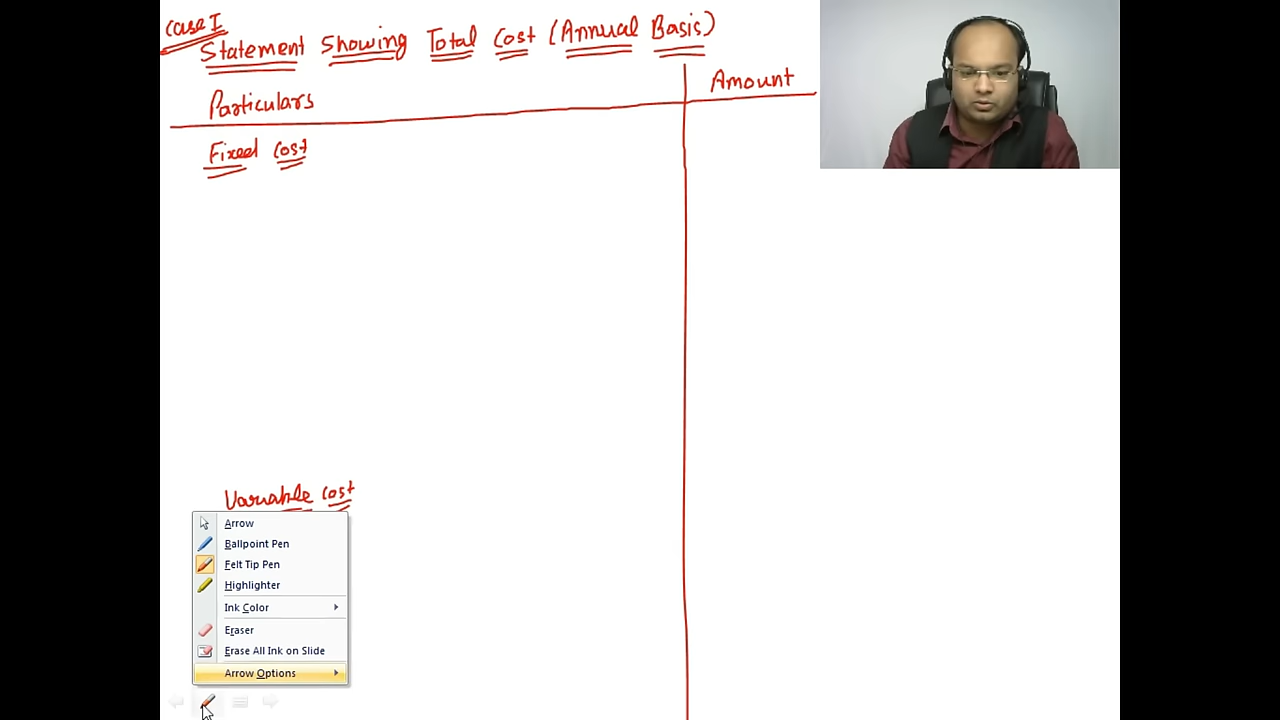 Case I
Statement Showing Total Cost (Annual Basis)
Particulars
Amount
Fixed Cost
Variable Cost
Arrow
Ballpoint Pen
Felt Tip Pen
Highlighter
Ink Color
Eraser
Erase All Ink on Slide
Arrow Options